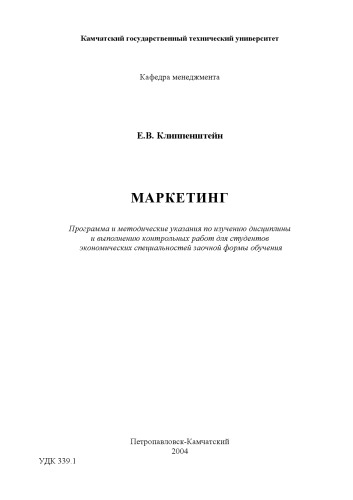 Камчатский государственный технический университет
Кафедра менеджмента
Е.В. Клиппенштейн
МАРКЕТИНГ
Программа и методические указания по изучению дисциплины
и выполнению контрольных работ для студентов
экономических специальностей заочной формы обучения
Петропавловск-Камчатский
2004
УДК 339.1